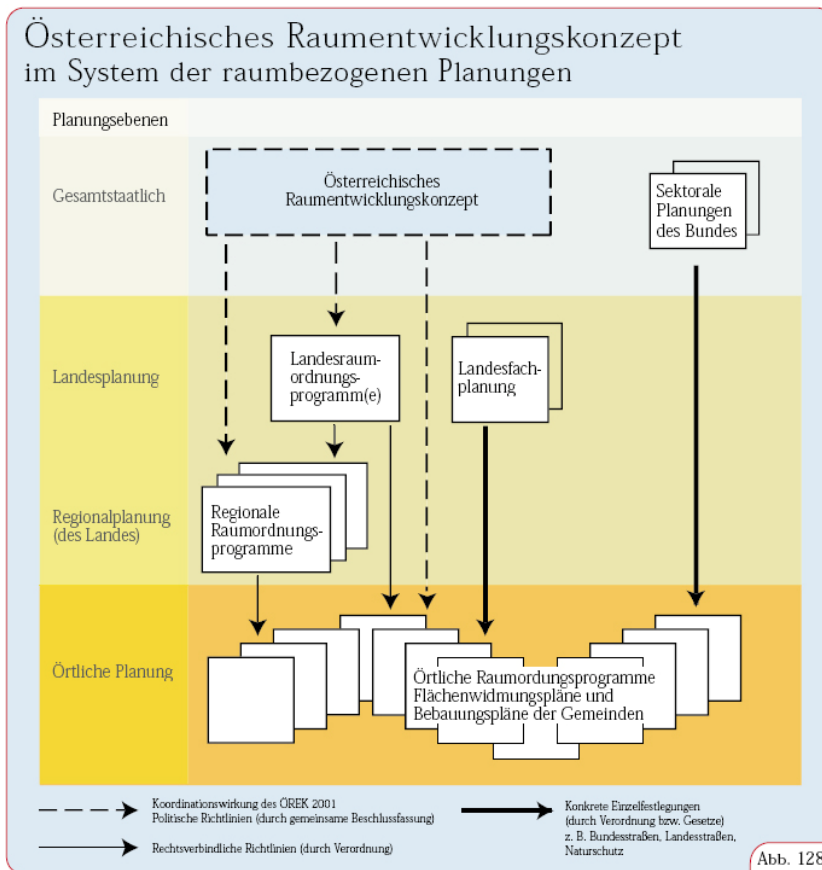 Österreichisches Raumentwicklungskonzept
im System der raumbezogenen Planungen
Planungsebenen
Gesamtstaatlich
Österreichisches
Raumentwicklungskonzept
Sektorale
Planungen
des Bundes
Landesplanung
Landesraum-
ordnungs-
programm(e)
Landesfach-
planung
Regionalplanung
(des Landes)
Regionale
Raumordnungs-
programme
Örtliche Planung
Örtliche Raumordungsprogramme
Flächenwidmungspläne und
Bebauungspläne der Gemeinden
Koordinationswirkung des ÖREK 2001
Politische Richtlinien (durch gemeinsame Beschlussfassung)
Rechtsverbindliche Richtlinien (durch Verordnung)
Konkrete Einzelfestlegungen
(durch Verordnung bzw. Gesetze)
z. B. Bundesstraßen, Landesstraßen,
Naturschutz
Abb. 128